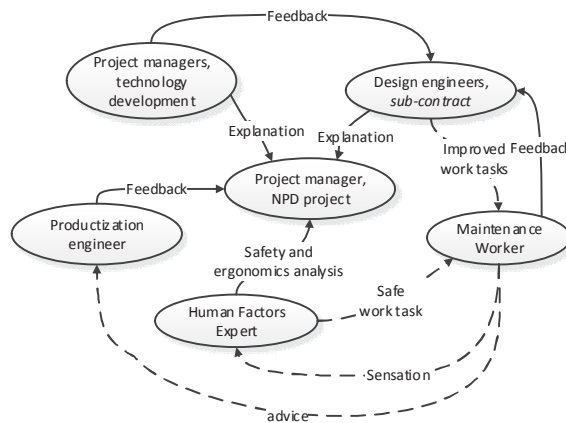 Feedback
Project managers,
technology
development
Design engineers,
sub-contract
Explanation
Explanation
Improved
work tasks
Feedback
Feedback
Project manager,
NPD project
Productization
engineer
Maintenance
Worker
Safety and
ergonomics analysis
Safe
work task
Human Factors
Expert
Sensation
advice